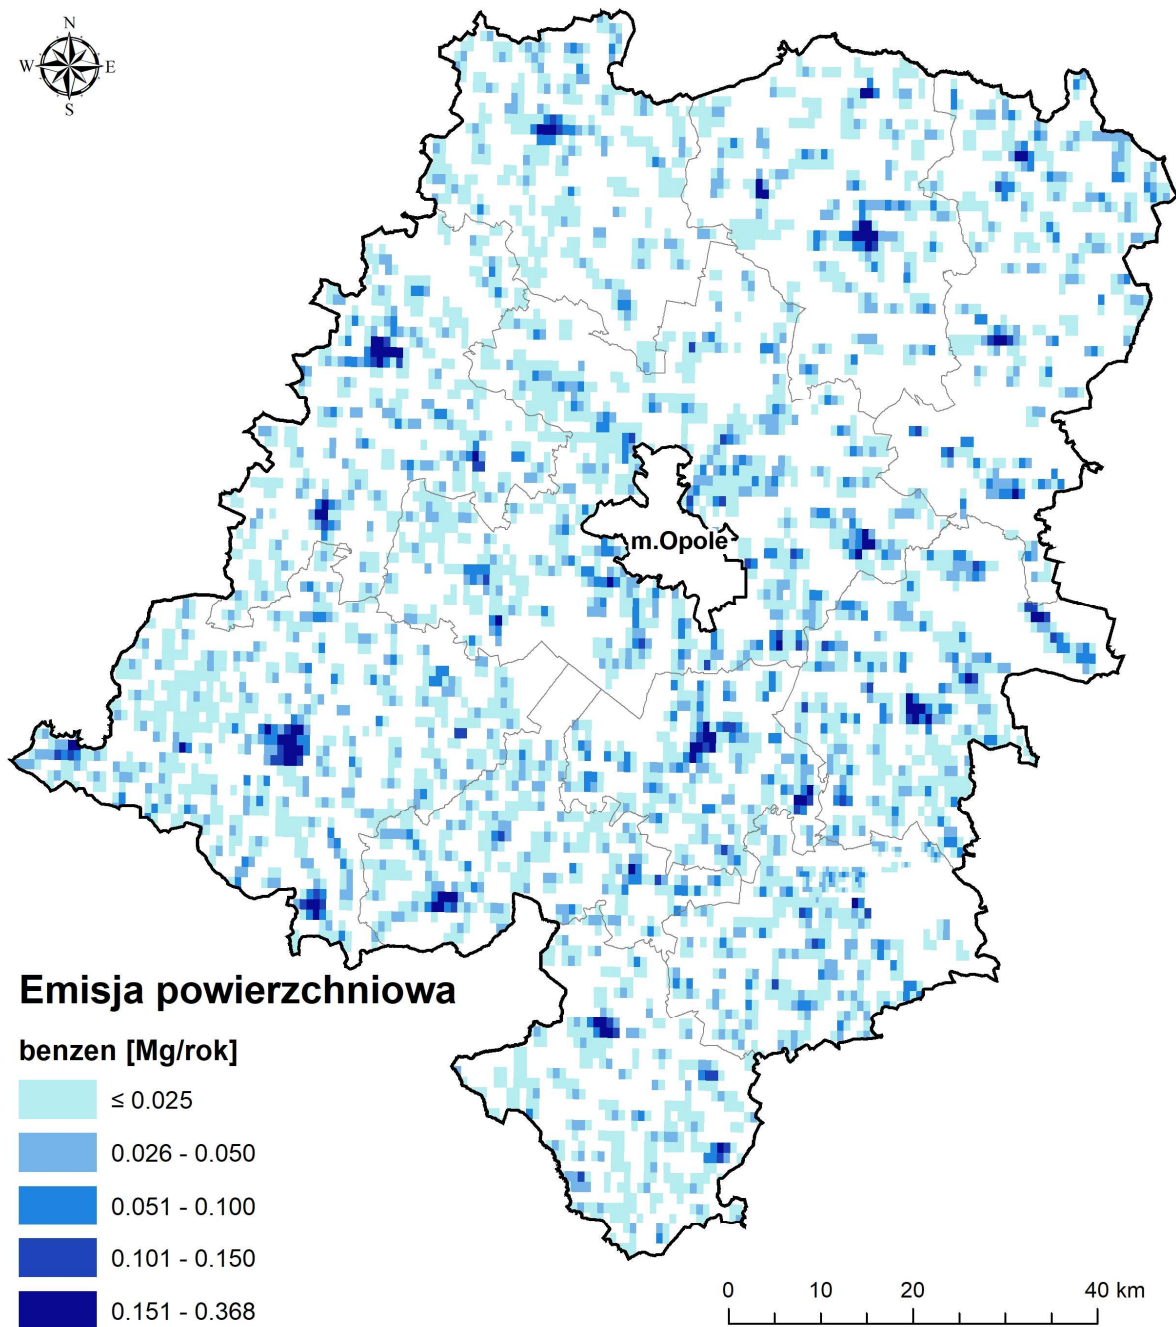 N
W E
S
m.Opole
Emisja powierzchniowa
benzen [Mg/rok]
≤ 0.025
0.026 - 0.050
0.051 - 0.100
0.101 - 0.150
0.151 - 0.368
0 10 20 40 km